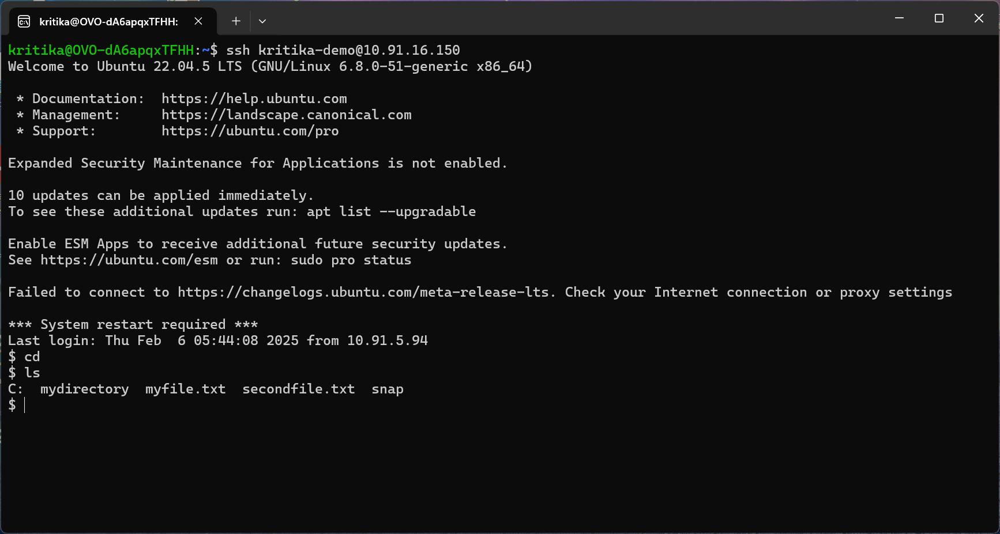 kritika@OVO-dA6apqxTFHH:
kritika@OVO-dA6apqxTFHH:~$ ssh kritika-demo@10.91.16.150
Welcome to Ubuntu 22.04.5 LTS (GNU/Linux 6.8.0-51-generic x86_64)
* Documentation:  https://help.ubuntu.com
* Management:     https://landscape.canonical.com
* Support:        https://ubuntu.com/pro
Expanded Security Maintenance for Applications is not enabled.
10 updates can be applied immediately.
To see these additional updates run: apt list --upgradable
Enable ESM Apps to receive additional future security updates.
See https://ubuntu.com/esm or run: sudo pro status
Failed to connect to https://changelogs.ubuntu.com/meta-release-lts. Check your Internet connection or proxy settings
*** System restart required ***
Last login: Thu Feb  6 05:44:08 2025 from 10.91.5.94
$ cd
$ ls
C:  mydirectory  myfile.txt  secondfile.txt  snap
$